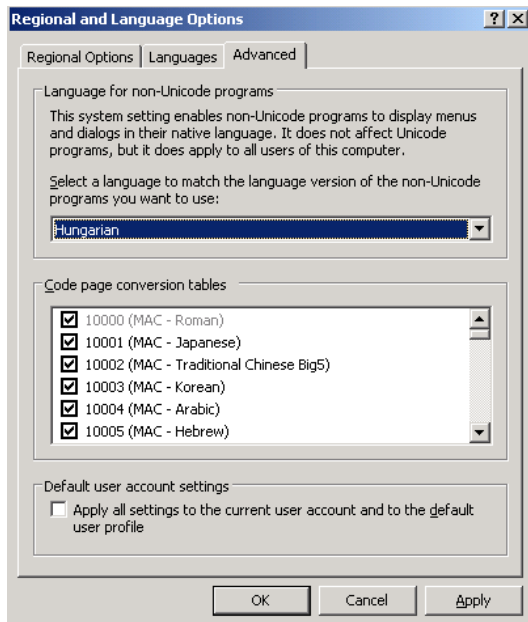 Regional and Language Options
Regional Options
Languages
Advanced
Language for non-Unicode programs
This system setting enables non-Unicode programs to display menus
and dialogs in their native language. It does not affect Unicode
programs, but it does apply to all users of this computer.
Select a language to match the language version of the non-Unicode
programs you want to use:
Hungarian
Code page conversion tables
10000 (MAC - Roman)
10001 (MAC - Japanese)
10002 (MAC - Traditional Chinese Big5)
10003 (MAC - Korean)
10004 (MAC - Arabic)
10005 (MAC - Hebrew)
Default user account settings
Apply all settings to the current user account and to the default
user profile
OK
Cancel
Apply